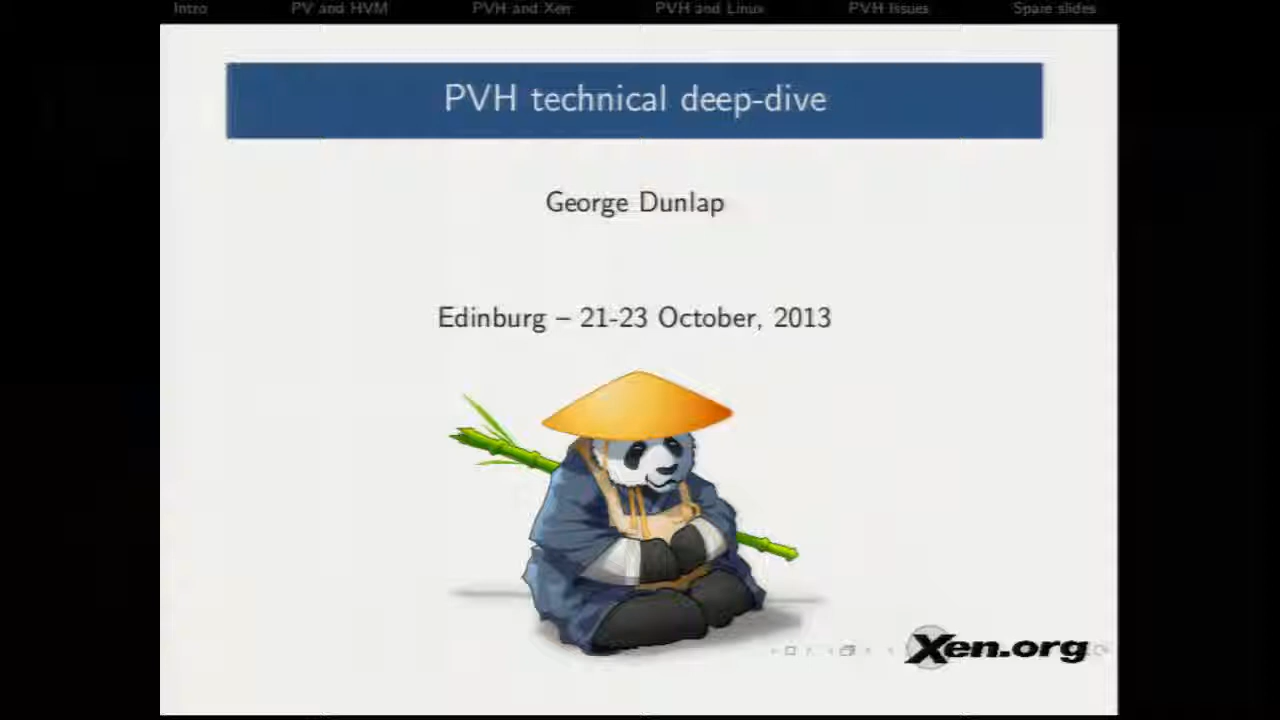 Intro PV and HVM PVH and Xen PVH and Linux PVH Issues Spare slides
PVH technical deep-dive
George Dunlap
Edinburg – 21-23 October, 2013
Xen.org